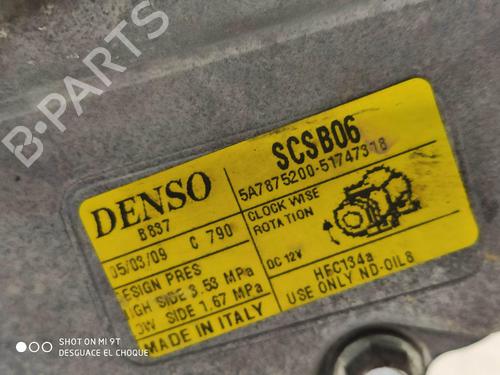 B-PARTS
DENSO
SCSB06
B837
5A7875200-51747318
05/03/09
C 790
CLOCK WISE
ROTATION
DESIGN PRES
HIGH SIDE 3.53 MPa
LOW SIDE 1.67 MPa
DC 12V
HFC134a
USE ONLY ND-OIL8
MADE IN ITALY
SHOT ON MI 9T
DESGUACE EL CHOQUE